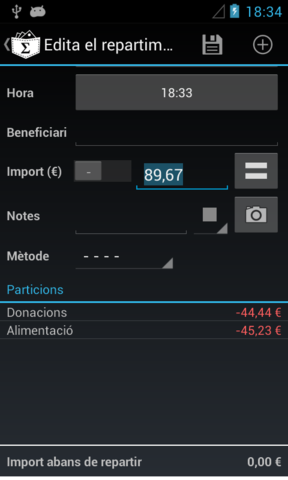 18:34
Edita el repartim...
Hora
18:33
Beneficiari
Import (€)
-
89,67
Notes
Mètode
- - - -
Particions
Donacions
-44,44 €
Alimentació
-45,23 €
Import abans de repartir
0,00 €